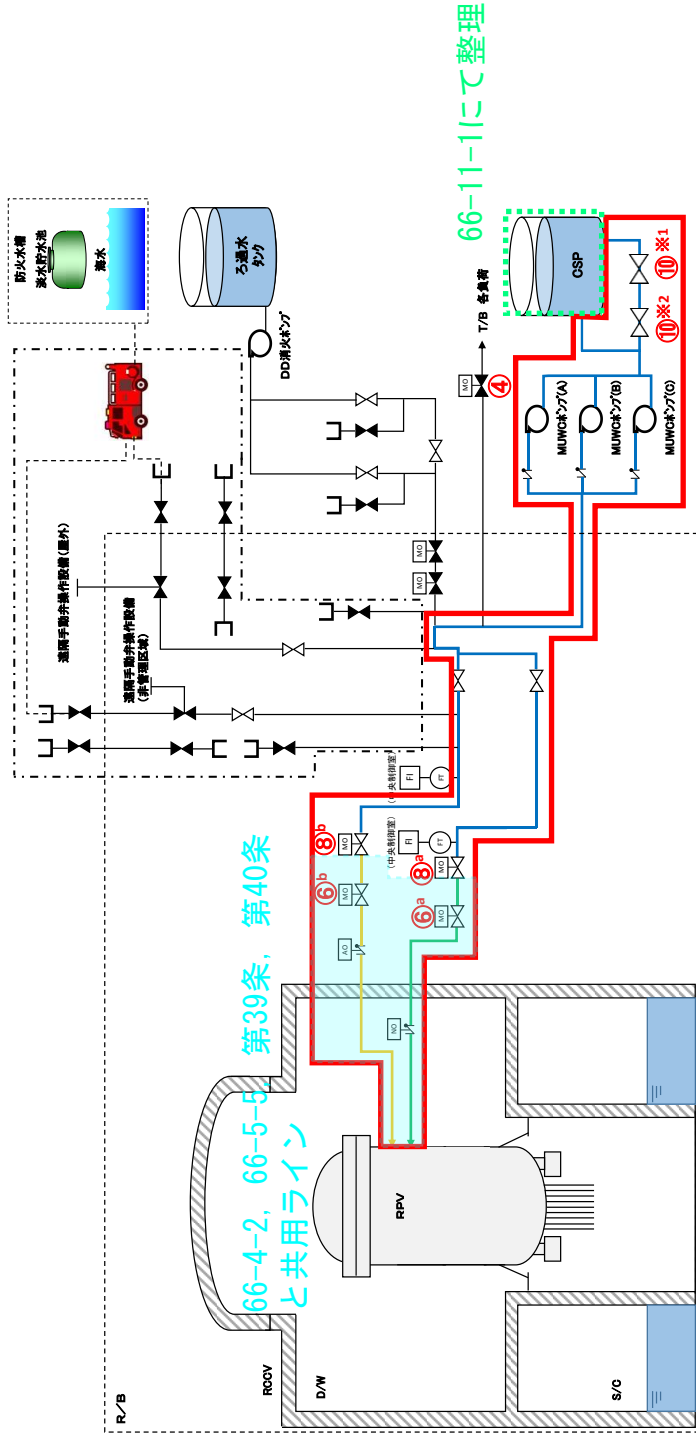 防火水槽
淡水貯水池
海水
ろ過水
タンク
DD消火ポンプ
遠隔手動弁操作設備(屋外)
遠隔手動弁操作設備
(非管理区域)
MO
MO
MO
④
T/B 各負荷
66-11-1にて整理
CSP
⑩※1
⑩※2
MUWCポンプ(A)
MUWCポンプ(B)
MUWCポンプ(C)
(中央制御室)
FI
FT
(中央制御室)
FI
FT
⑧b
MO
⑥b
MO
AO
⑧a
MO
⑥a
MO
NO
66-4-2, 66-5-5, 第39条, 第40条
と共用ライン
R/B
RCCV
D/W
RPV
S/C